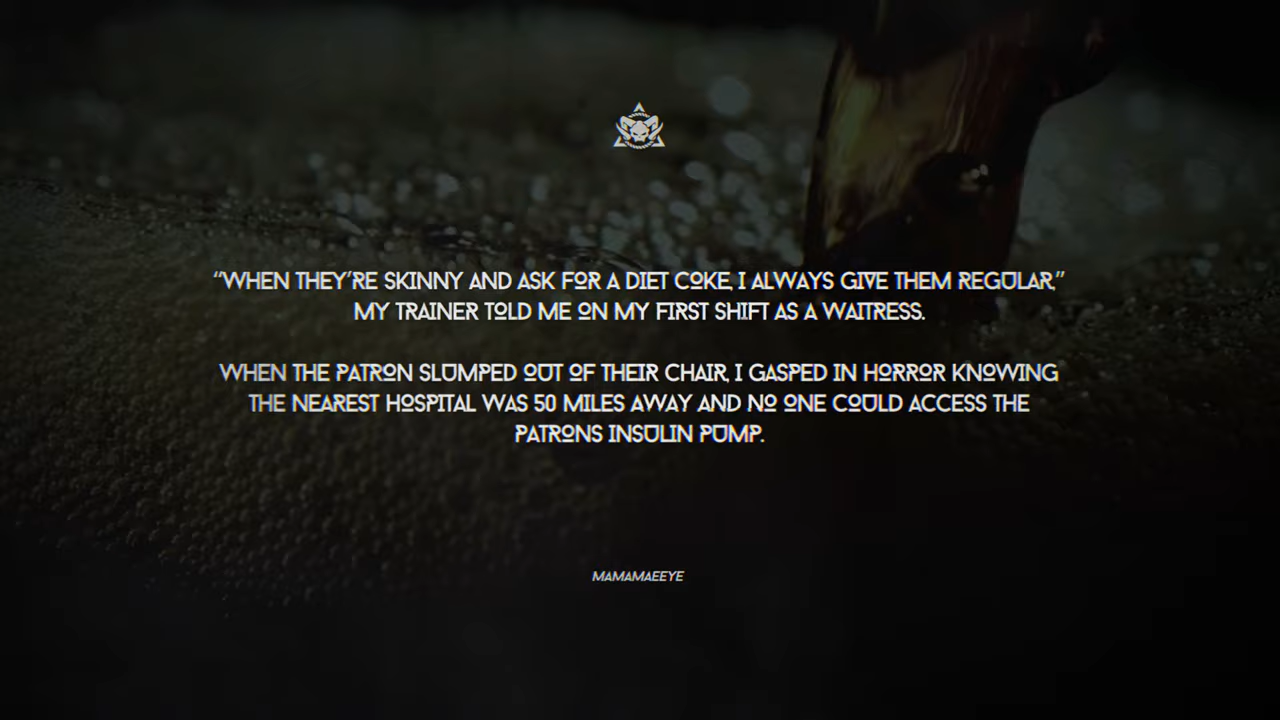 “WHEN THEY’RE SKINNY AND ASK FOR A DIET COKE, I ALWAYS GIVE THEM REGULAR,”
MY TRAINER TOLD ME ON MY FIRST SHIFT AS A WAITRESS.
WHEN THE PATRON SLUMPED OUT OF THEIR CHAIR, I GASPED IN HORROR KNOWING
THE NEAREST HOSPITAL WAS 50 MILES AWAY AND NO ONE COULD ACCESS THE
PATRONS INSULIN PUMP.
MAMAMAEEYE